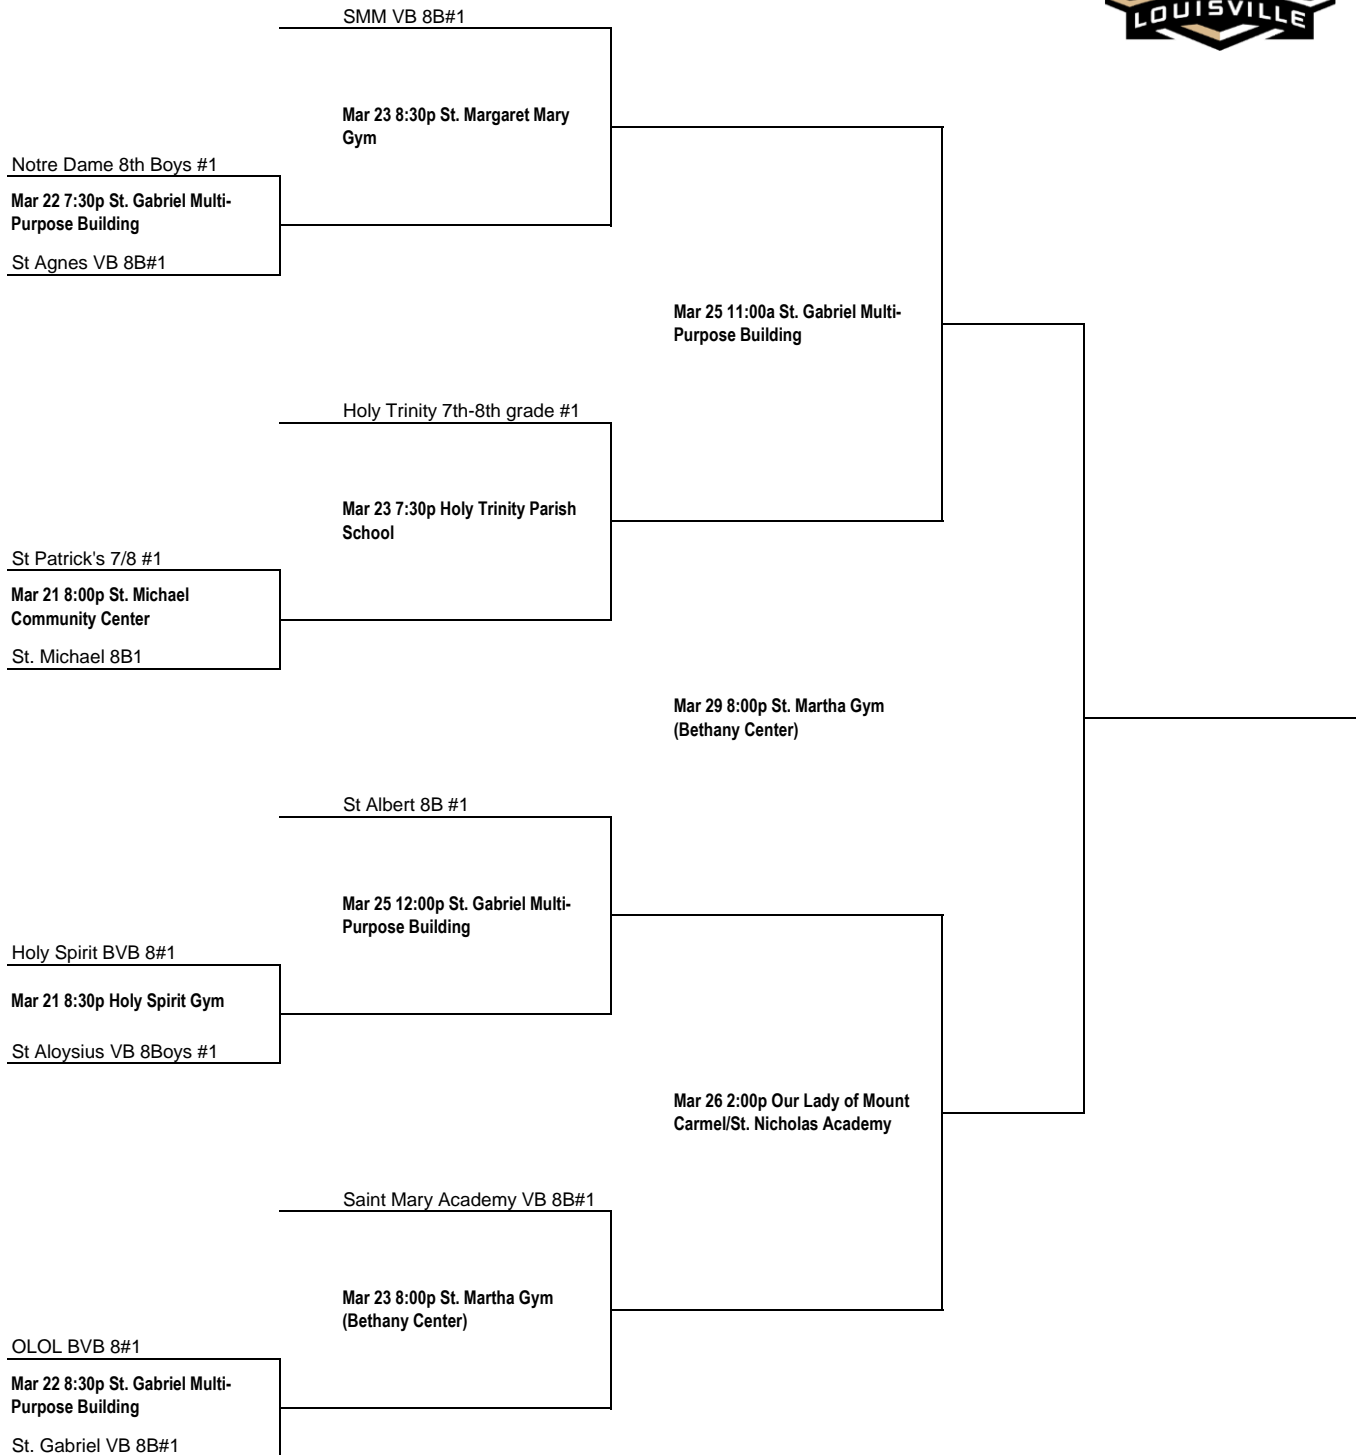 SMM VB 8B#1
LOUISVILLE
Mar 23 8:30p St. Margaret Mary
Gym
Notre Dame 8th Boys #1
Mar 22 7:30p St. Gabriel Multi-
Purpose Building
St Agnes VB 8B#1
Mar 25 11:00a St. Gabriel Multi-
Purpose Building
Holy Trinity 7th-8th grade #1
Mar 23 7:30p Holy Trinity Parish
School
St Patrick's 7/8 #1
Mar 21 8:00p St. Michael
Community Center
St. Michael 8B1
Mar 29 8:00p St. Martha Gym
(Bethany Center)
St Albert 8B #1
Mar 25 12:00p St. Gabriel Multi-
Purpose Building
Holy Spirit BVB 8#1
Mar 21 8:30p Holy Spirit Gym
St Aloysius VB 8Boys #1
Mar 26 2:00p Our Lady of Mount
Carmel/St. Nicholas Academy
Saint Mary Academy VB 8B#1
Mar 23 8:00p St. Martha Gym
(Bethany Center)
OLOL BVB 8#1
Mar 22 8:30p St. Gabriel Multi-
Purpose Building
St. Gabriel VB 8B#1